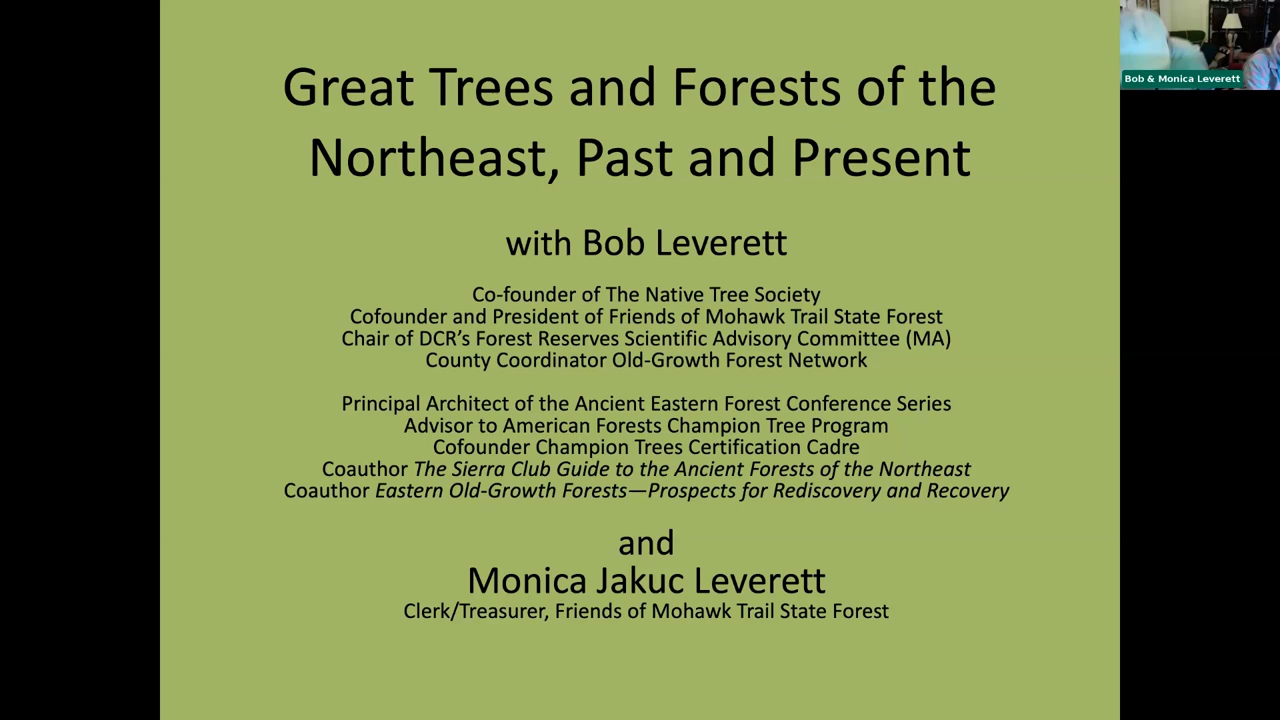 Great Trees and Forests of the
Northeast, Past and Present
with Bob Leverett
Co-founder of The Native Tree Society
Cofounder and President of Friends of Mohawk Trail State Forest
Chair of DCR’s Forest Reserves Scientific Advisory Committee (MA)
County Coordinator Old-Growth Forest Network
Principal Architect of the Ancient Eastern Forest Conference Series
Advisor to American Forests Champion Tree Program
Cofounder Champion Trees Certification Cadre
Coauthor The Sierra Club Guide to the Ancient Forests of the Northeast
Coauthor Eastern Old-Growth Forests—Prospects for Rediscovery and Recovery
and
Monica Jakuc Leverett
Clerk/Treasurer, Friends of Mohawk Trail State Forest
Bob & Monica Leverett